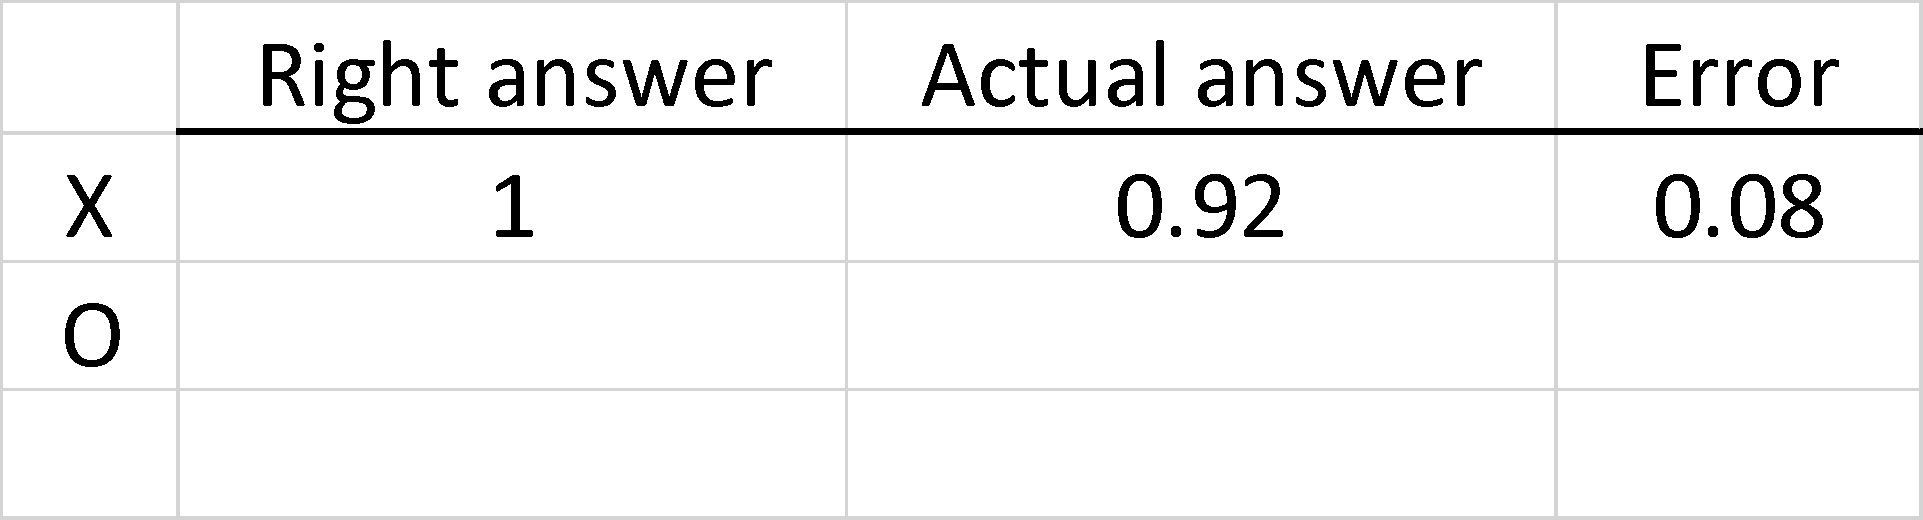 Right answer Actual answer Error
X 1 0.92 0.08
O